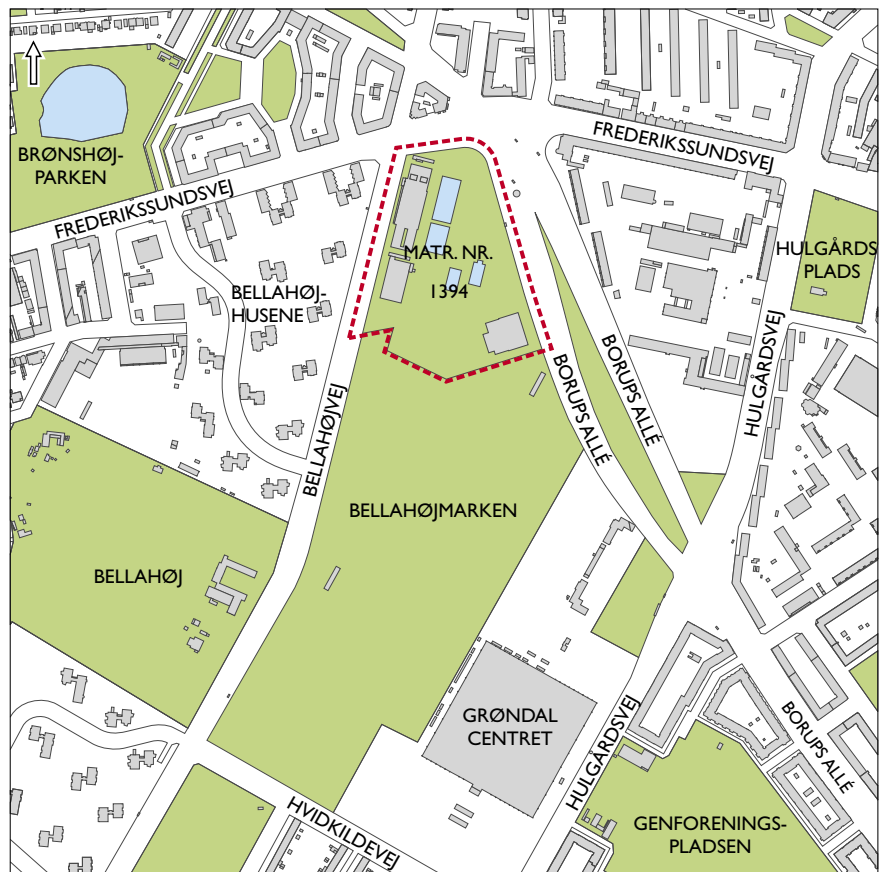 FREDERIKSSUNDSVEJ
BRØNSHØJ-
PARKEN
FREDERIKSSUNDSVEJ
MATR. NR.
1394
HULGÅRDS
PLADS
BELLAHØJ-
HUSENE
BORUPS ALLÉ
BORUPS ALLÉ
HULGÅRDSVEJ
BELLAHØJVEJ
BELLAHØJMARKEN
BELLAHØJ
GRØNDAL
CENTRET
HULGÅRDSVEJ
BORUPS ALLÉ
HVIDKILDEVEJ
GENFORENINGS-
PLADSEN